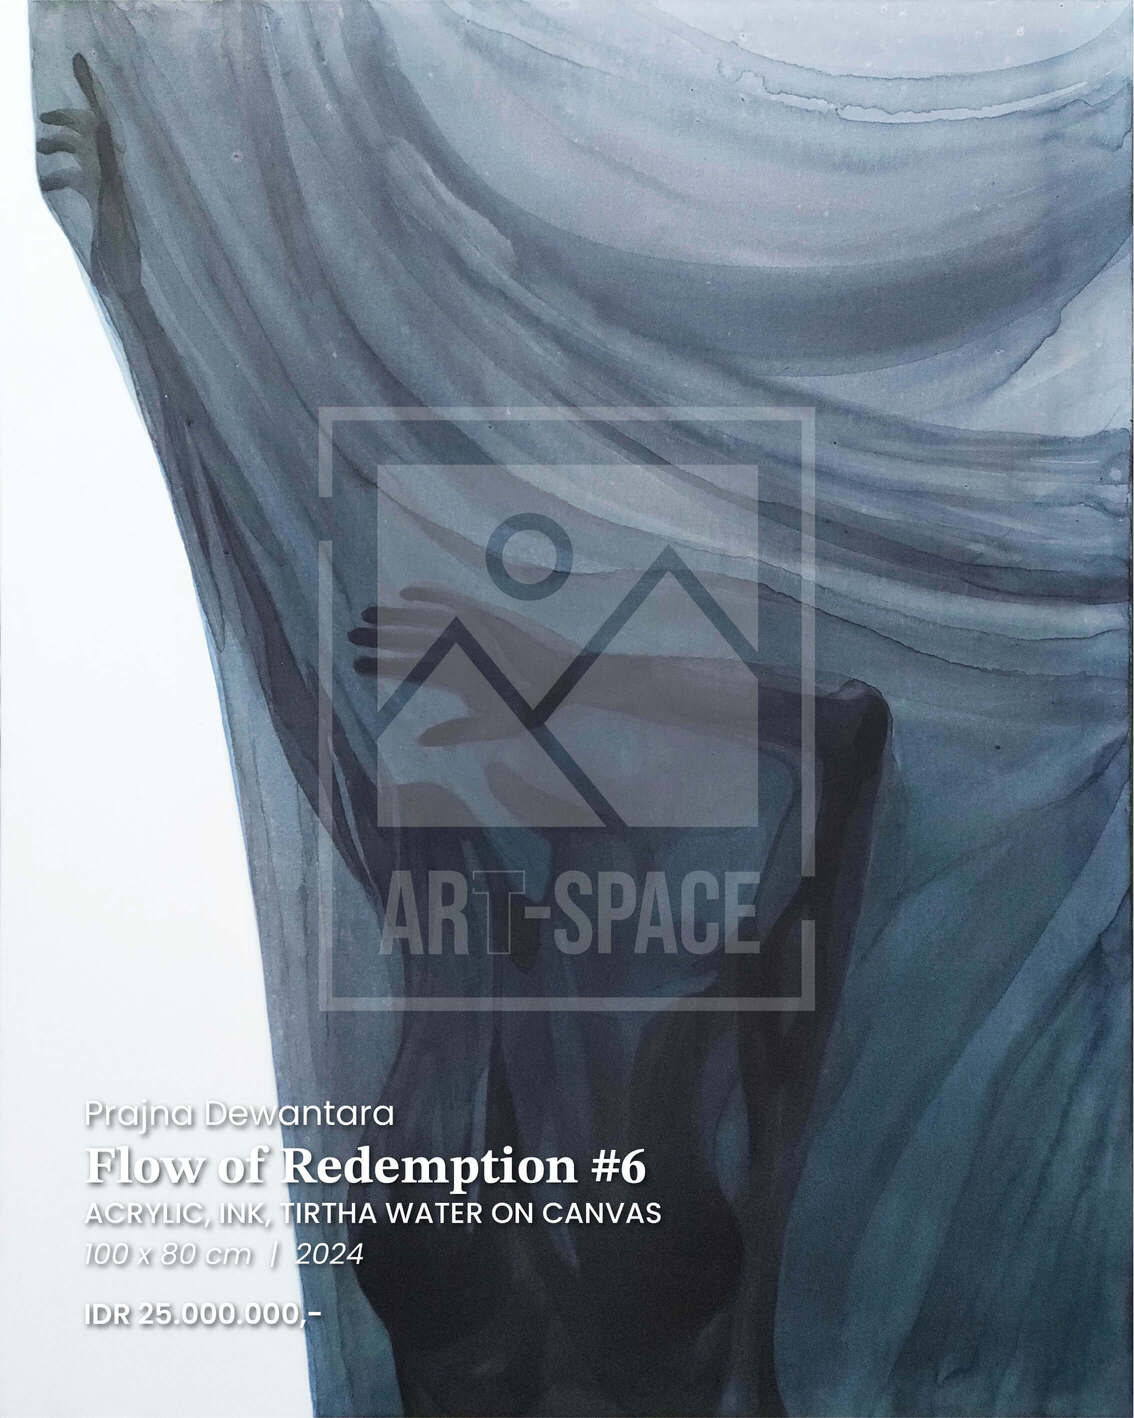 ART-SPACE
Prajna Dewantara
Flow of Redemption #6
ACRYLIC, INK, TIRTHA WATER ON CANVAS
100 x 80 cm | 2024
IDR 25.000.000,-